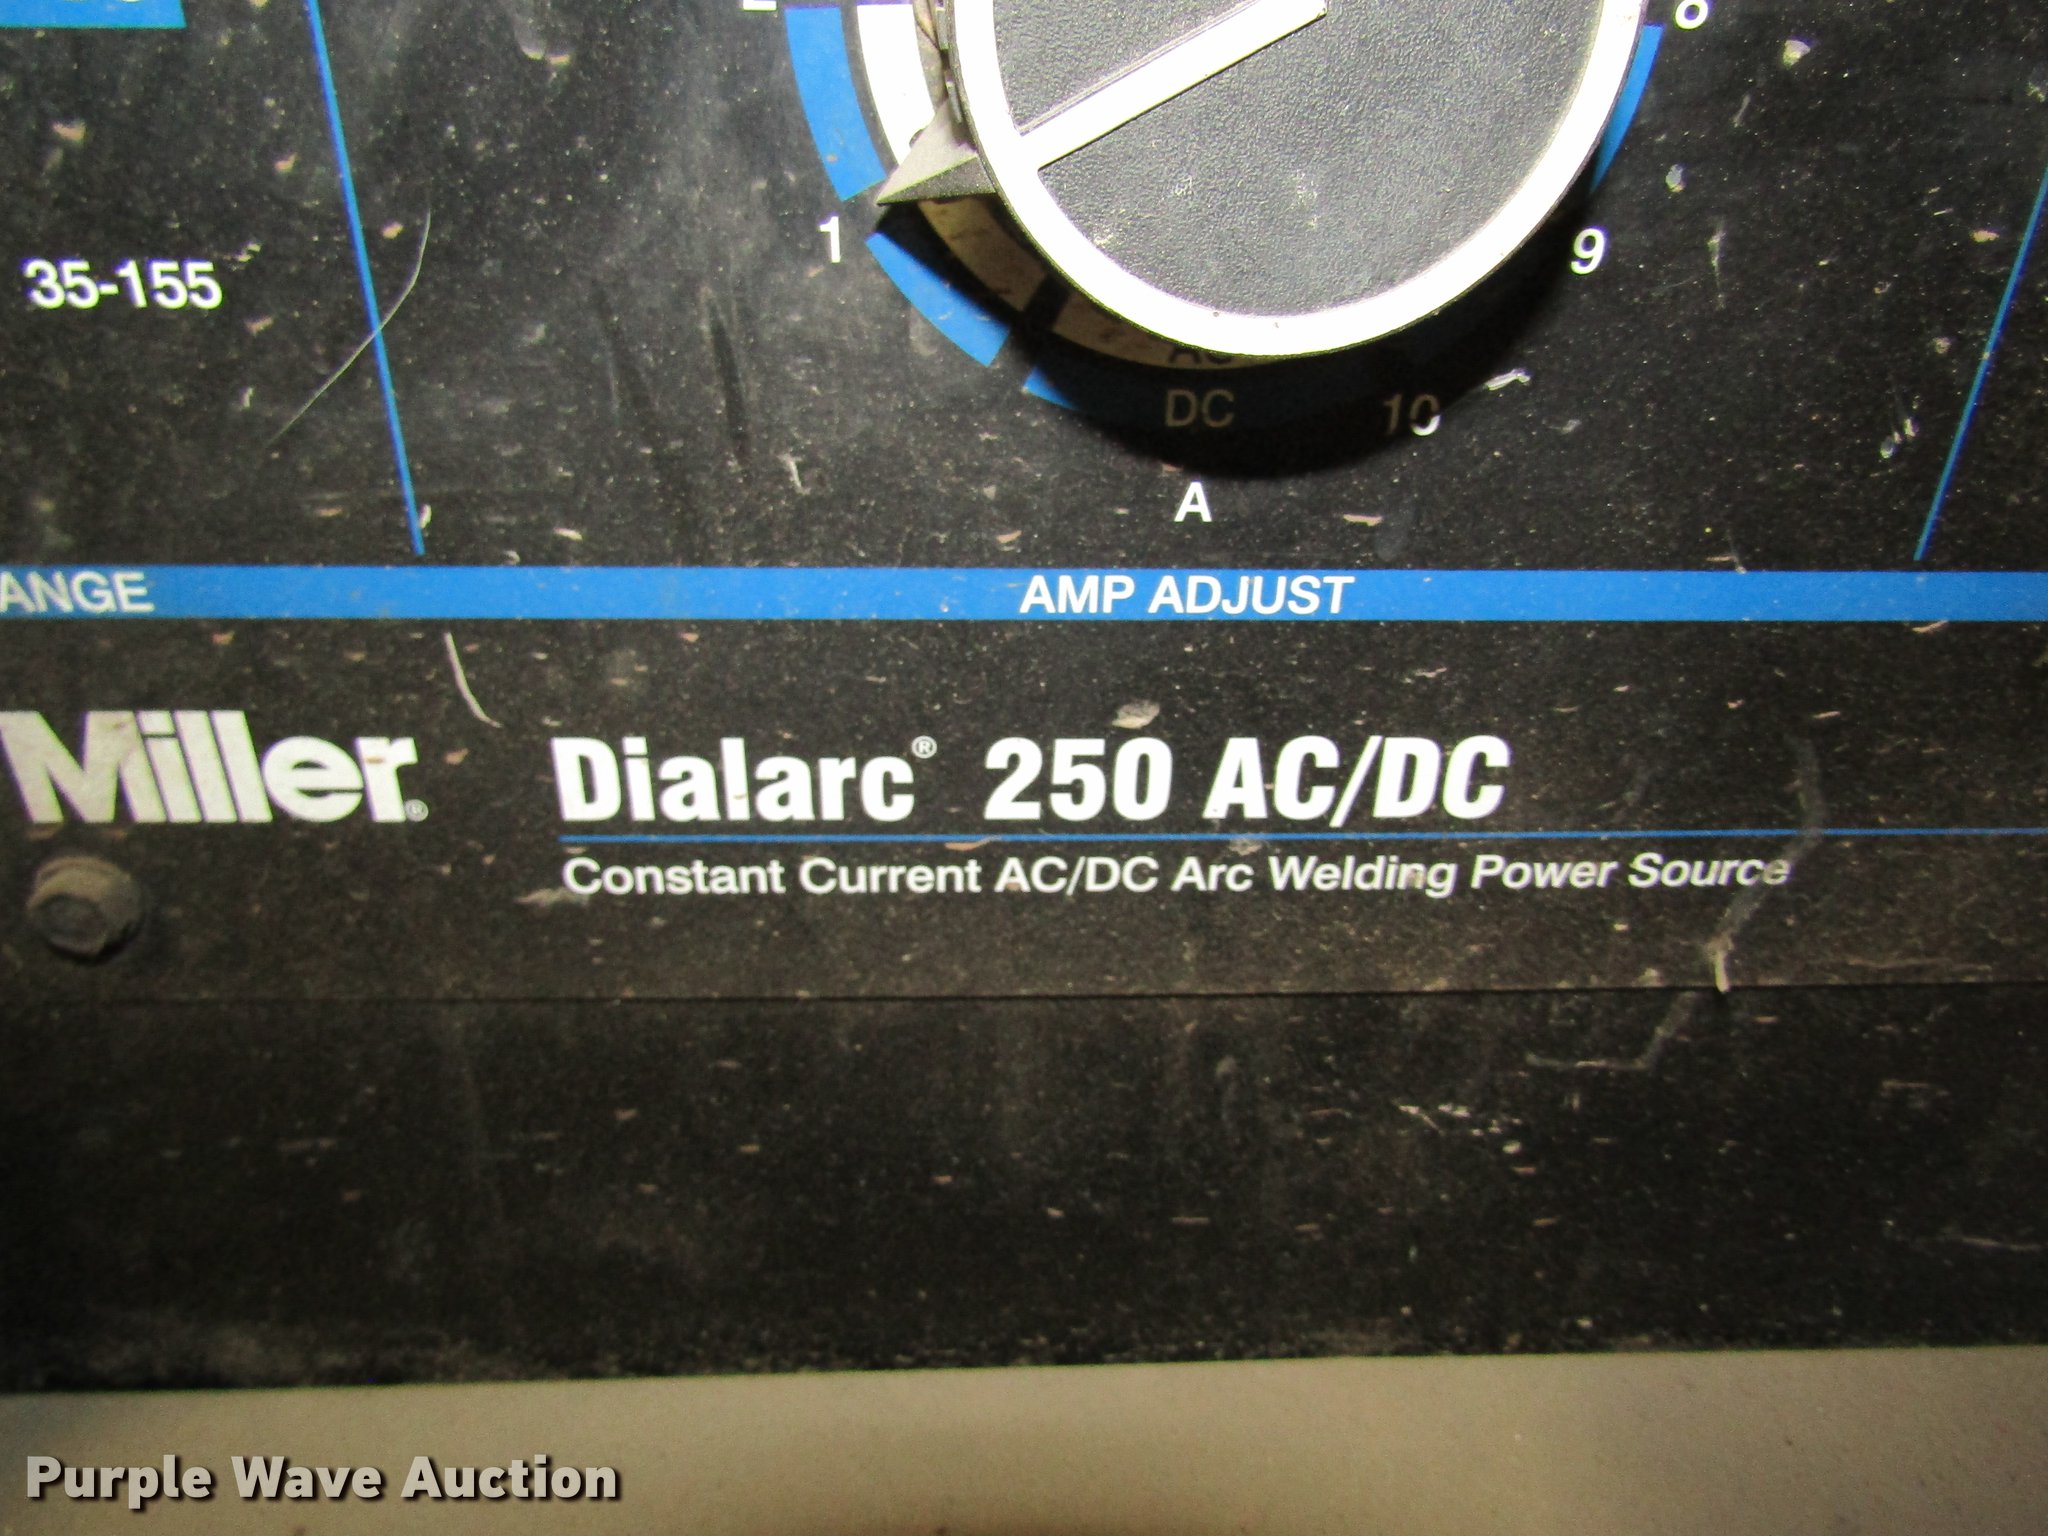 1
9
35-155
AC
DC
10
A
ANGE
AMP ADJUST
Miller®
Dialarc® 250 AC/DC
Constant Current AC/DC Arc Welding Power Source
Purple Wave Auction